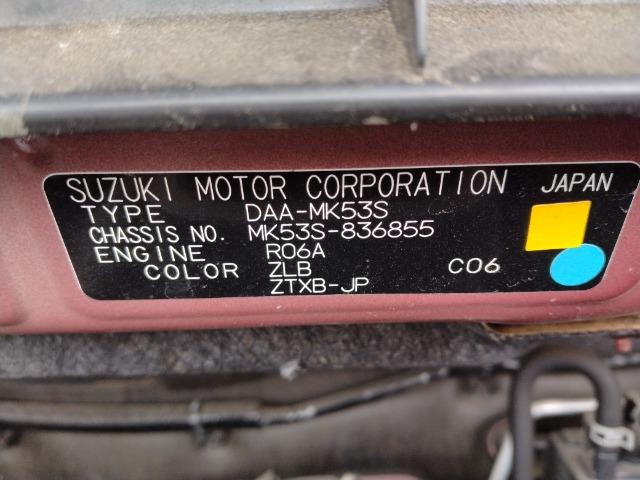 SUZUKI MOTOR CORPORATION JAPAN
TYPE DAA-MK53S
CHASSIS NO. MK53S-836855
ENGINE R06A
COLOR ZLB C06
ZTXB-JP